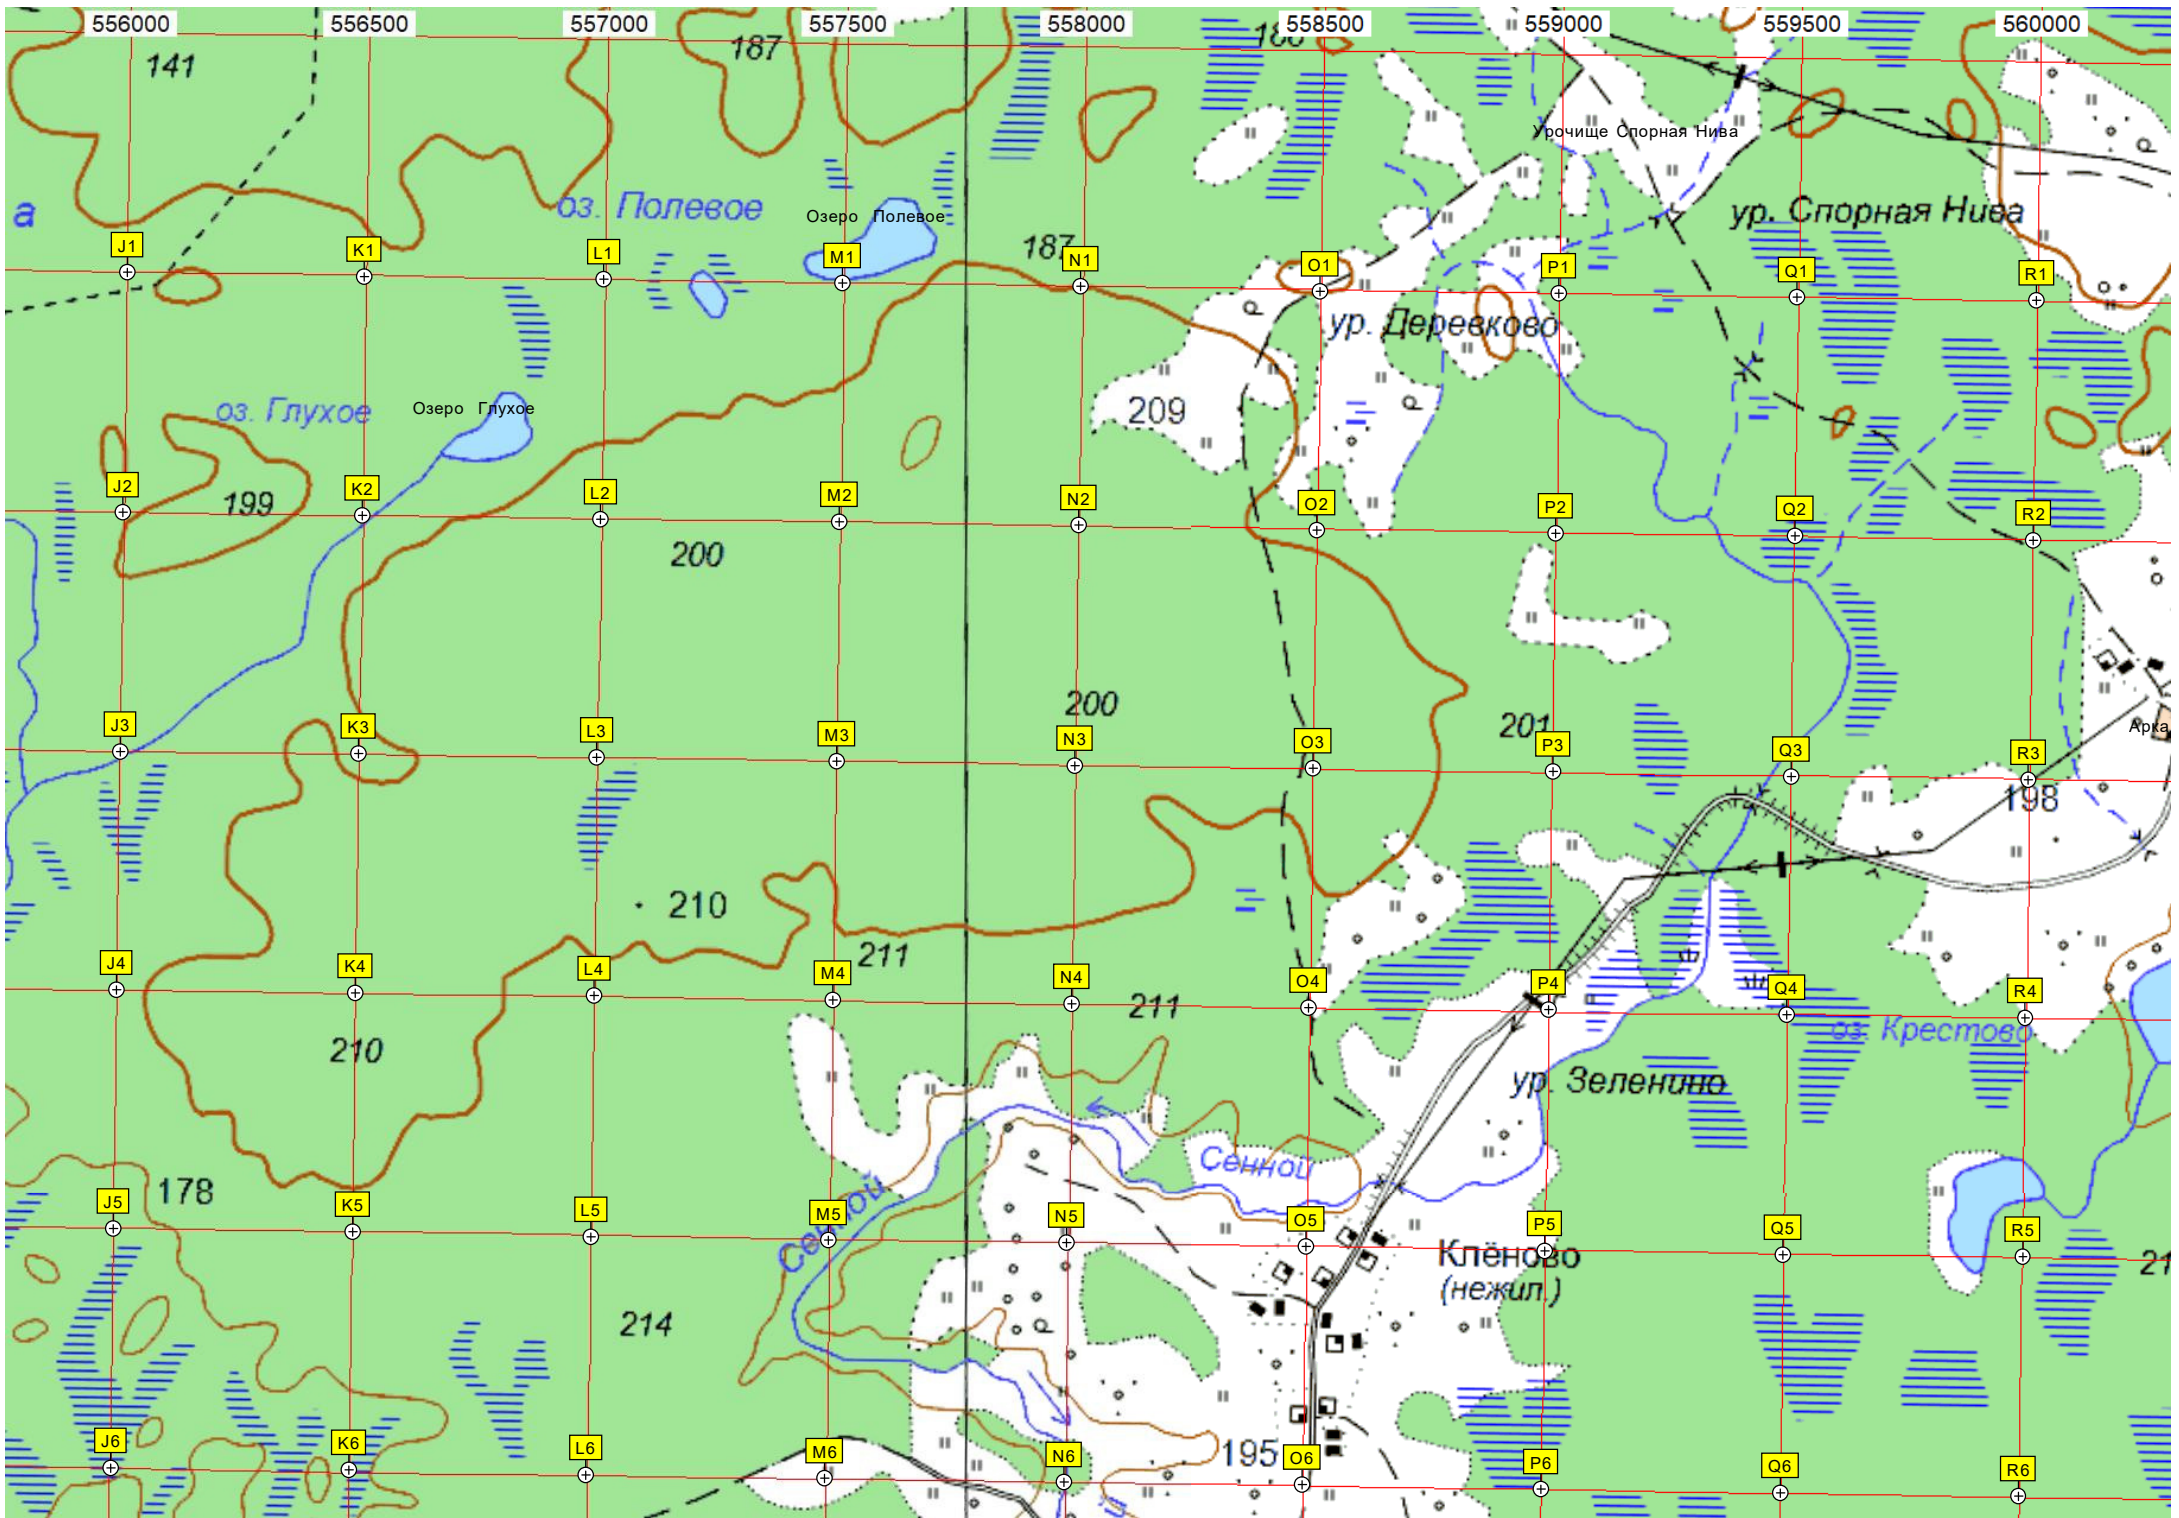 556000 556500 557000 557500 558000 558500 559000 559500 560000
141
187
Урочище Спорная Нива
а
оз. Полевое
Озеро Полевое
ур. Спорная Нива
187
J1 K1 L1 M1 N1 O1 P1 Q1 R1
ур. Деревково
оз. Глухое
Озеро Глухое
209
J2 K2 L2 M2 N2 O2 P2 Q2 R2
199
200
200
201
Арка
J3 K3 L3 M3 N3 O3 P3 Q3 R3
198
210
211
J4 K4 L4 M4 N4 O4 P4 Q4 R4
211
оз. Крестово
210
ур. Зеленино
Сенной
178
Сенной
J5 K5 L5 M5 N5 O5 P5 Q5 R5
Клёново
(нежил.)
21
214
195
J6 K6 L6 M6 N6 O6 P6 Q6 R6